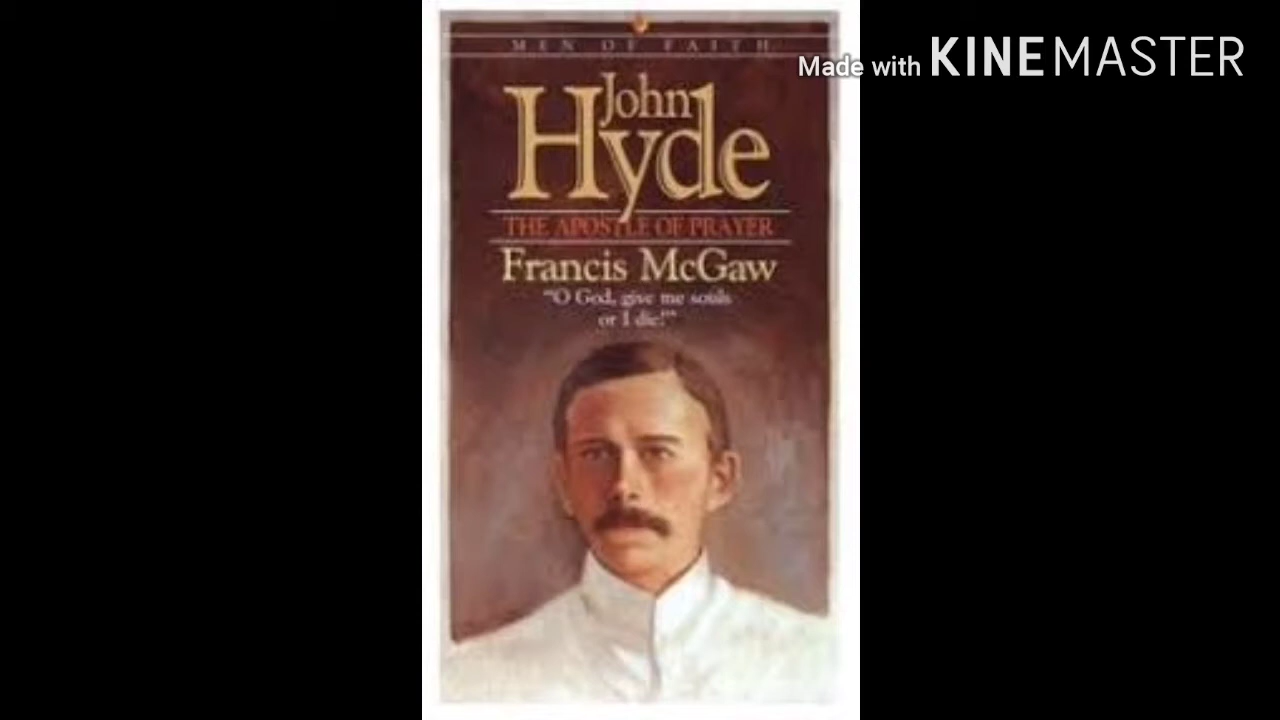 MEN OF FAITH
Made with KINEMASTER
John
Hyde
THE APOSTLE OF PRAYER
Francis McGaw
"O God, give me souls
or I die!"